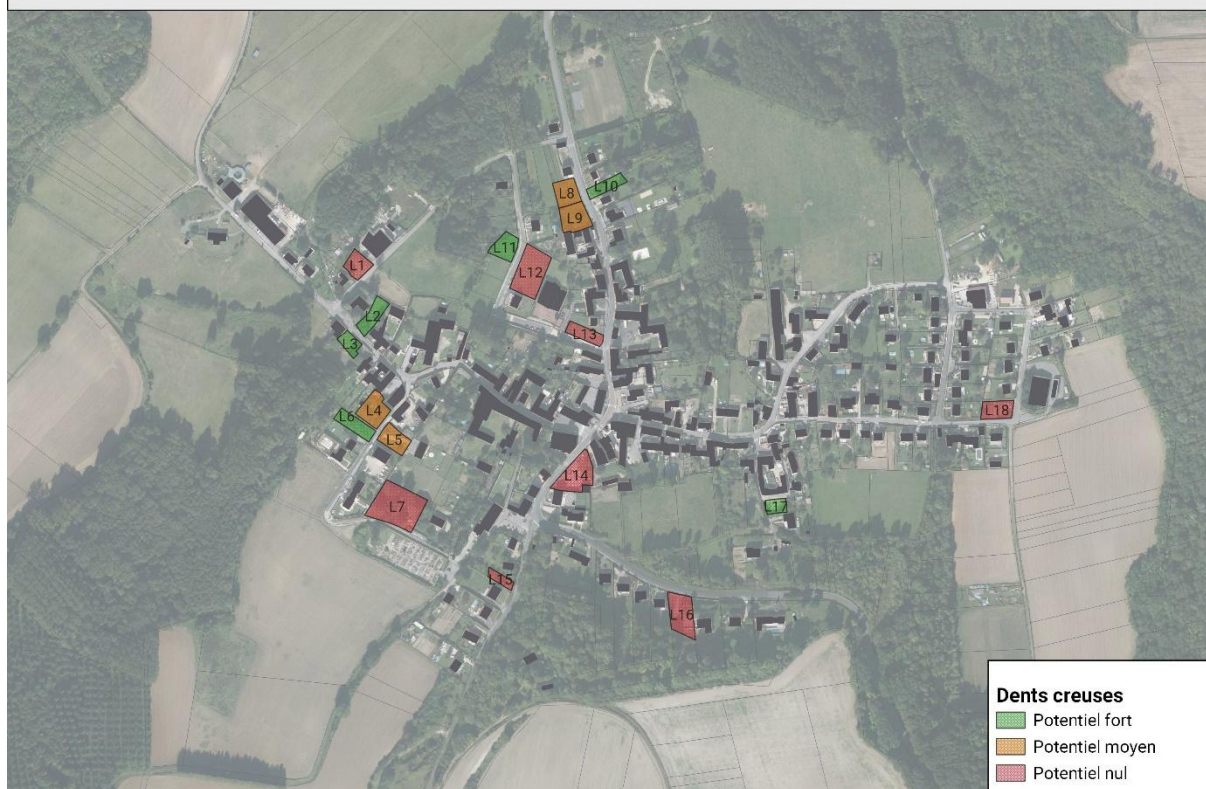 L8
L10
L9
L11
L12
L1
L2
L3
L13
L4
L6
L5
L18
L14
L7
L17
L15
L16
Dents creuses
Potentiel fort
Potentiel moyen
Potentiel nul